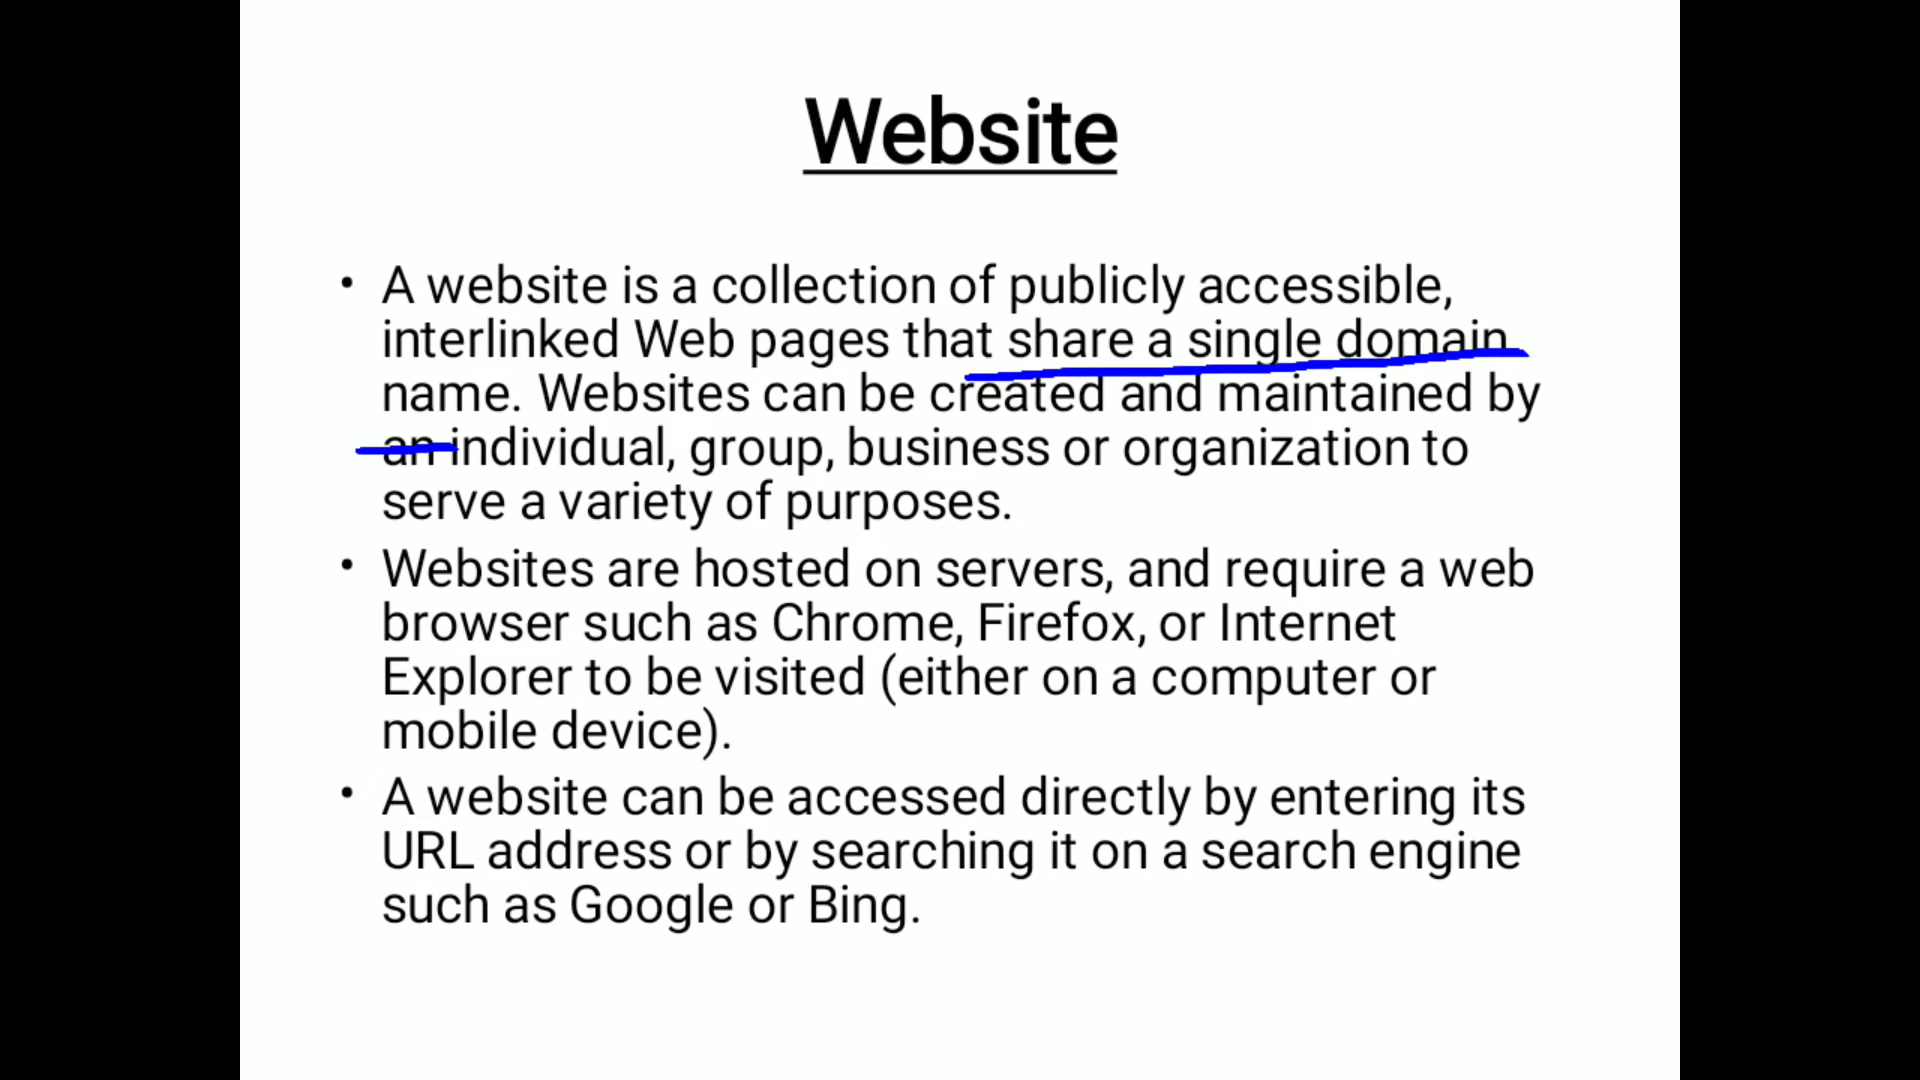 Website
• A website is a collection of publicly accessible,
interlinked Web pages that share a single domain
name. Websites can be created and maintained by
an individual, group, business or organization to
serve a variety of purposes.
• Websites are hosted on servers, and require a web
browser such as Chrome, Firefox, or Internet
Explorer to be visited (either on a computer or
mobile device).
• A website can be accessed directly by entering its
URL address or by searching it on a search engine
such as Google or Bing.